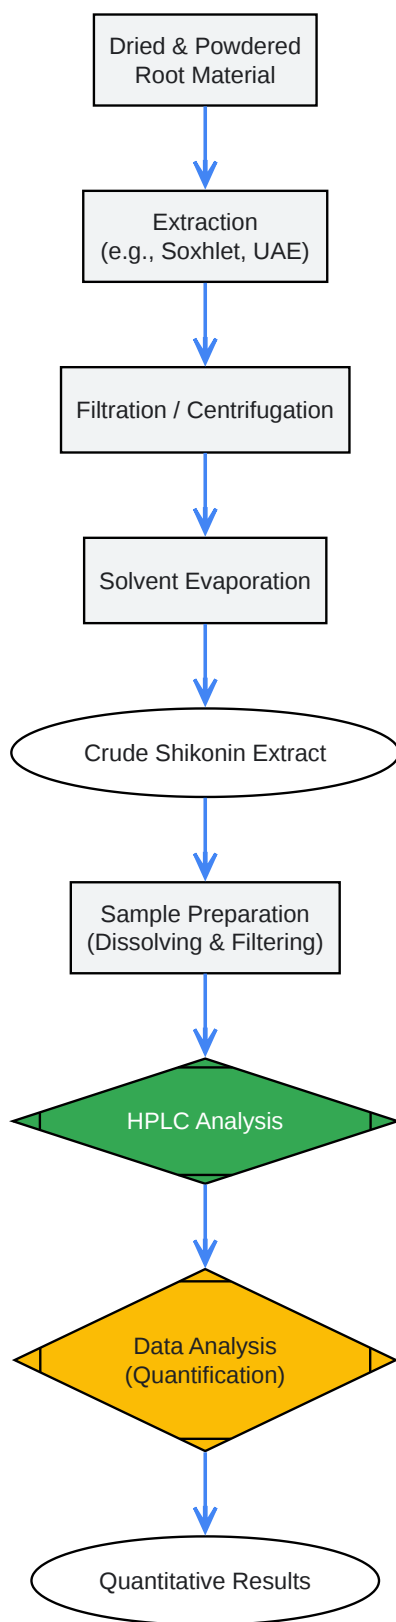 Dried & Powdered
Root Material
Extraction
(e.g., Soxhlet, UAE)
Filtration / Centrifugation
Solvent Evaporation
Crude Shikonin Extract
Sample Preparation
(Dissolving & Filtering)
HPLC Analysis
Data Analysis
(Quantification)
Quantitative Results